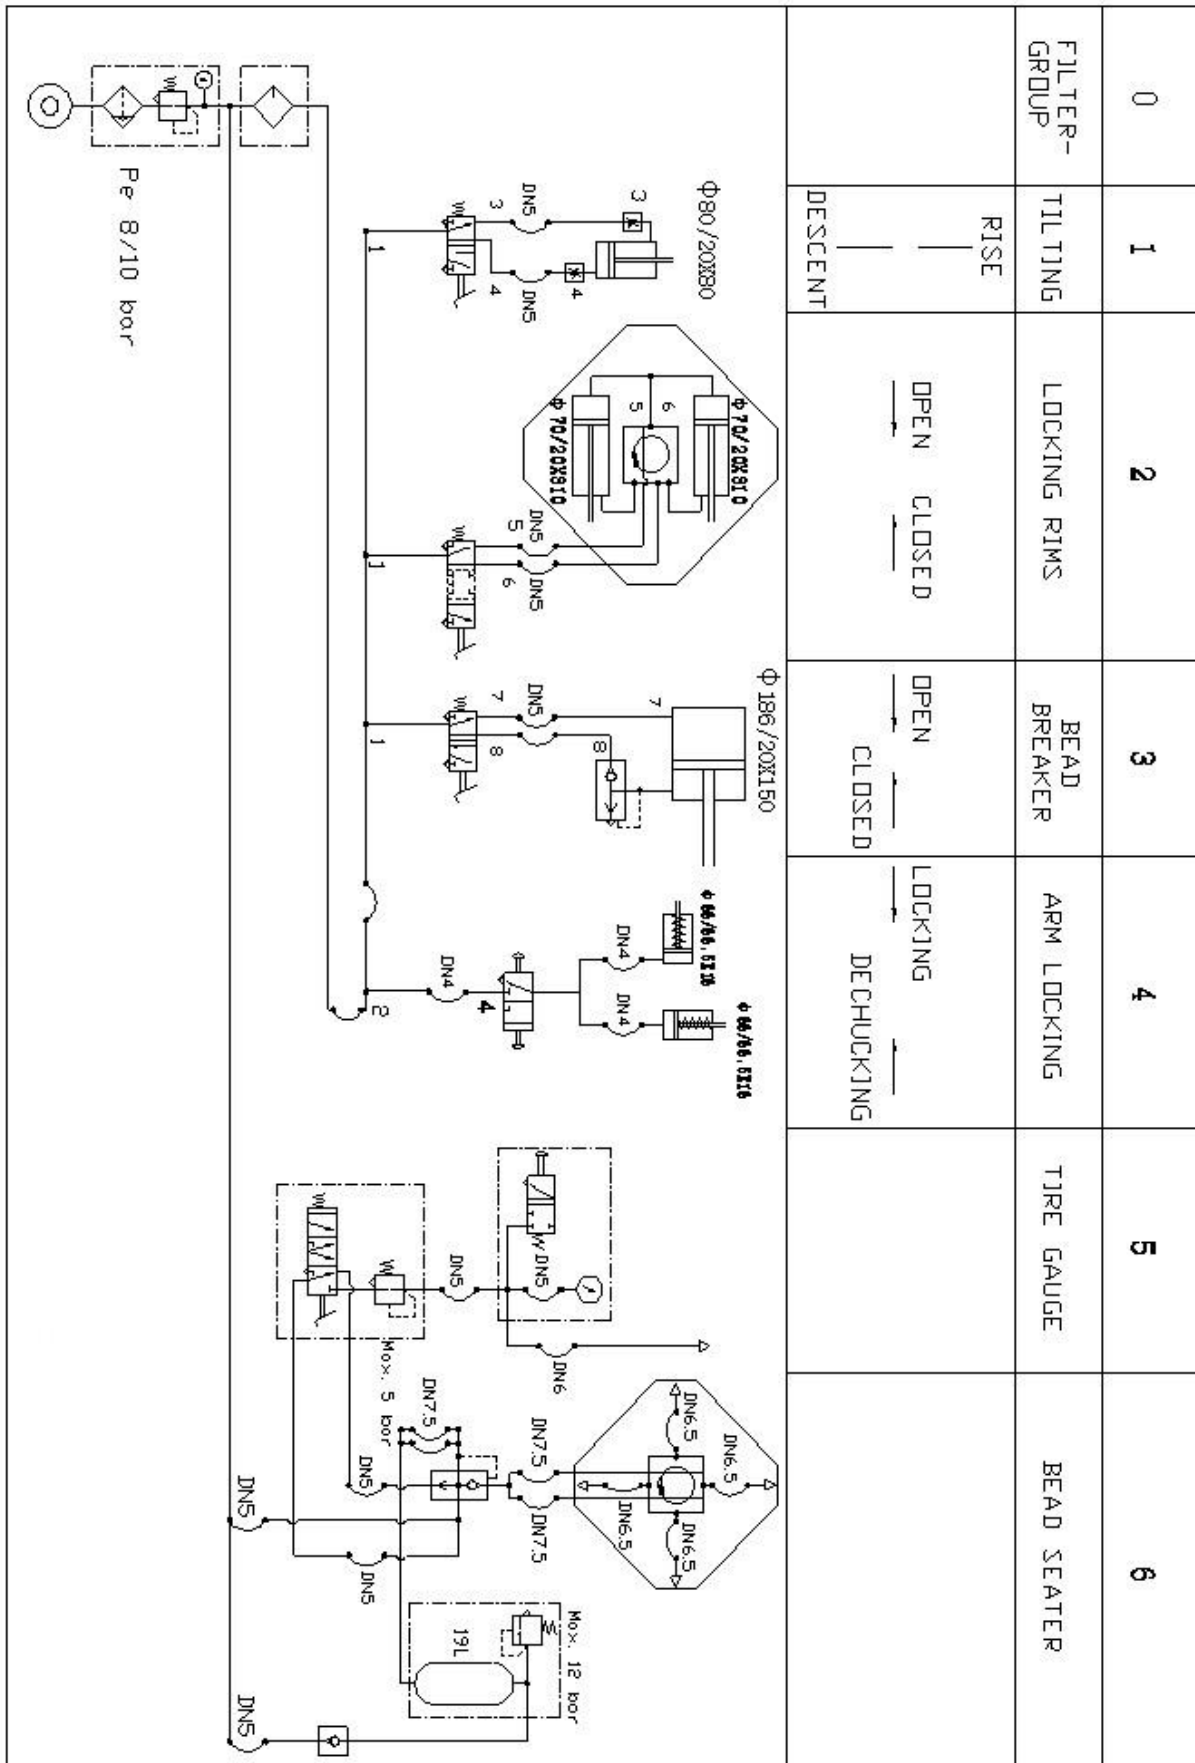 0
FILTER-
GROUP
1
TILTING
RISE
DESCENT
2
LOCKING RIMS
OPEN
CLOSED
3
BEAD
BREAKER
OPEN
CLOSED
4
ARM LOCKING
LOCKING
DECHUCKING
5
TIRE GAUGE
6
BEAD SEATER
Pe 8/10 bar
Φ80/20X80
3
4
DN5
DN5
3
4
1
Φ 70/20X810
Φ 70/20X810
6
5
DN5
DN5
5
6
1
Φ 186/20X150
7
8
DN5
7
8
1
DN4
DN4
DN4
4
2
DN5
DN5
DN6
Max. 5 bar
DN6.5
DN6.5
DN6.5
DN6.5
DN7.5
DN7.5
DN7.5
DN5
DN5
DN5
Max. 12 bar
19L
DN5